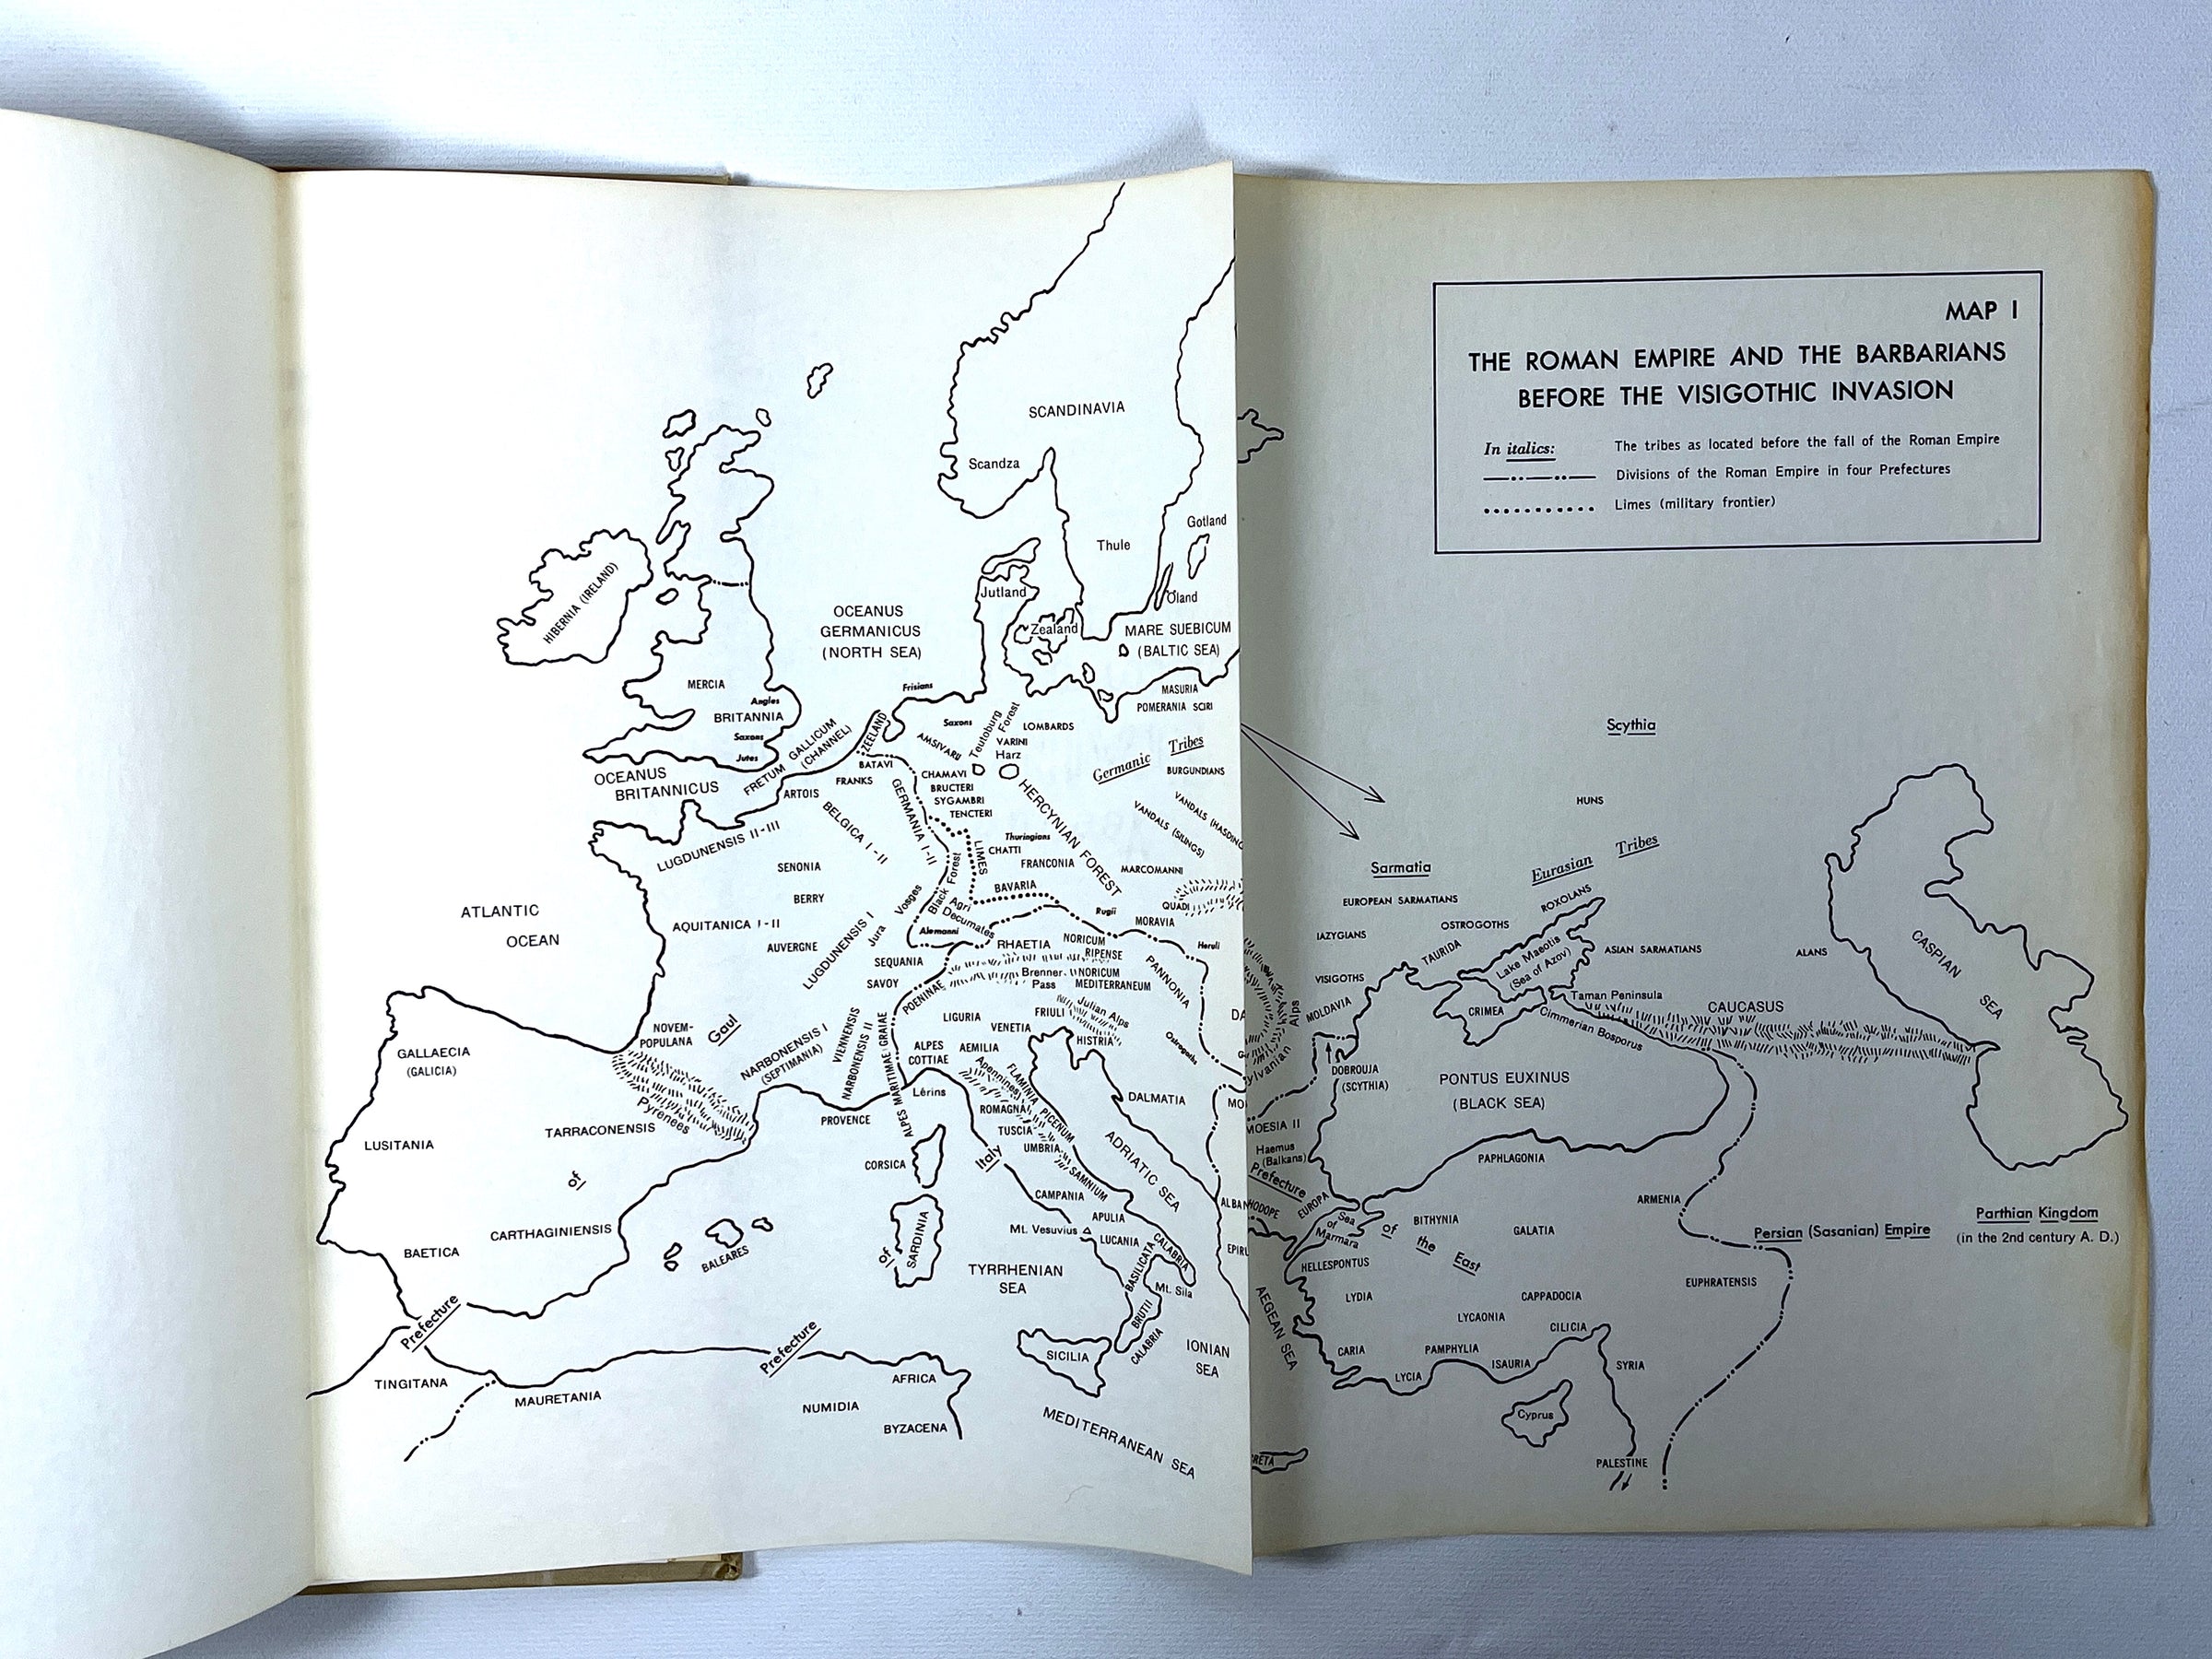 MAP I
THE ROMAN EMPIRE AND THE BARBARIANS
BEFORE THE VISIGOTHIC INVASION
In italics:
The tribes as located before the fall of the Roman Empire
Divisions of the Roman Empire in four Prefectures
Limes (military frontier)
SCANDINAVIA
Scandza
Gotland
Thule
Öland
Jutland
Zealand
HIBERNIA (IRELAND)
OCEANUS
GERMANICUS
(NORTH SEA)
MARE SUEBICUM
(BALTIC SEA)
MERCIA
Angles
BRITANNIA
Saxons
Jutes
OCEANUS
BRITANNICUS
FRETUM GALLICUM
(CHANNEL)
ZEELAND
Frisians
Saxons
AMSIVARII
Teutoburg
Forest
LOMBARDS
VARINI
Harz
MASURIA
POMERANIA SCIRI
Germanic Tribes
BURGUNDIANS
BATAVI
FRANKS
ARTOIS
CHAMAVI
BRUCTERI
SYGAMBRI
TENCTERI
GERMANIA I-II
BELGICA I-II
LUGDUNENSIS II-III
HERCYNIAN FOREST
VANDALS (SILINGS)
VANDALS
LIMES
Thuringians
CHATTI
FRANCONIA
MARCOMANNI
SENONIA
BERRY
Vosges
Black Forest
BAVARIA
Agri
Decumates
Alemanni
QUADI
Rugii
MORAVIA
Heruli
ATLANTIC
OCEAN
AQUITANICA I-II
AUVERGNE
LUGDUNENSIS I
Jura
SEQUANIA
SAVOY
RHAETIA
NORICUM
RIPENSE
Brenner
Pass
NORICUM
MEDITERRANEUM
PANNONIA
POENINAE
LIGURIA
VENETIA
FRIULI
Julian Alps
HISTRIA
Ostrogoths
NOVEM-
POPULANA
Gaul
NARBONENSIS I
(SEPTIMANIA)
VIENNENSIS
NARBONENSIS II
ALPES MARITIMAE GRAIAE
ALPES
COTTIAE
AEMILIA
Apennines
FLAMINIA PICENUM
GALLAECIA
(GALICIA)
Pyrenees
TARRACONENSIS
LUSITANIA
of
PROVENCE
Lérins
ROMAGNA
TUSCIA
UMBRIA
SAMNIUM
DALMATIA
ADRIATIC SEA
Italy
CORSICA
CAMPANIA
APULIA
Mt. Vesuvius
LUCANIA
CALABRIA
BASILICATA
Mt. Sila
BRUTII
CALABRIA
CARTHAGINIENSIS
BAETICA
BALEARES
of
SARDINIA
TYRRHENIAN
SEA
Prefecture
Prefecture
SICILIA
IONIAN
SEA
TINGITANA
MAURETANIA
NUMIDIA
AFRICA
BYZACENA
MEDITERRANEAN SEA
Scythia
HUNS
Sarmatia
Eurasian Tribes
EUROPEAN SARMATIANS
ROXOLANS
OSTROGOTHS
IAZYGIANS
TAURIDA
Lake Maeotis
(Sea of Azov)
ASIAN SARMATIANS
ALANS
CASPIAN
SEA
VISIGOTHS
Alps
MOLDAVIA
CRIMEA
Taman Peninsula
Cimmerian Bosporus
CAUCASUS
DOBROUJA
(SCYTHIA)
PONTUS EUXINUS
(BLACK SEA)
MOESIA II
Haemus
(Balkans)
Prefecture
EUROPA
Sea
of
Marmara
of
the
East
PAPHLAGONIA
ARMENIA
BITHYNIA
GALATIA
Persian (Sasanian) Empire
Parthian Kingdom
(in the 2nd century A. D.)
HELLESPONTUS
EUPHRATENSIS
LYDIA
CAPPADOCIA
AEGEAN SEA
LYCAONIA
CILICIA
CARIA
PAMPHYLIA
ISAURIA
SYRIA
LYCIA
Cyprus
PALESTINE